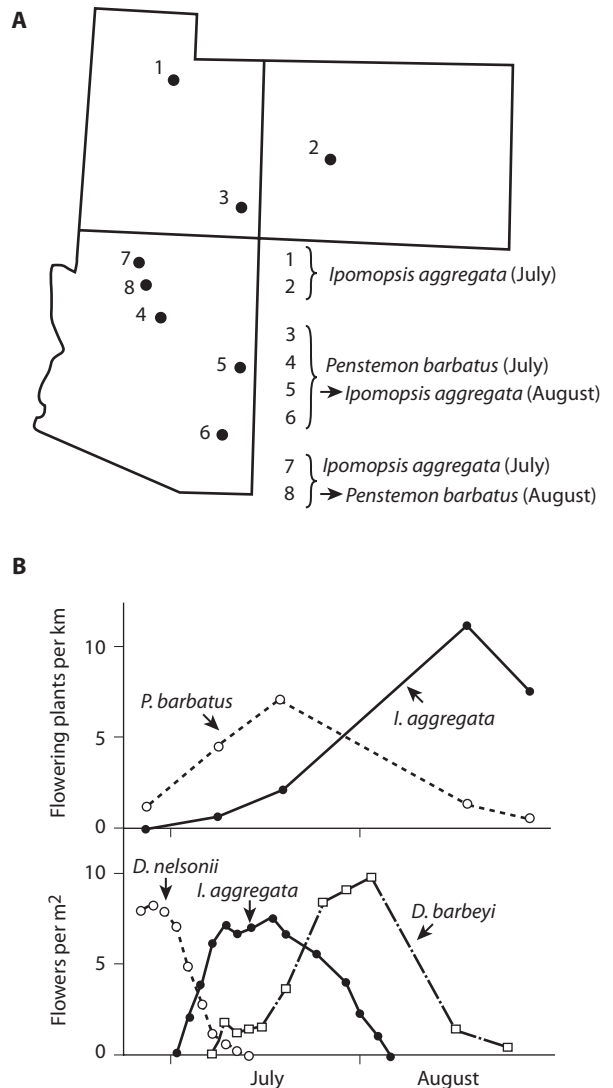 A
1
2
3
7
8
4
5
6
1
2
Ipomopsis aggregata (July)
3
4
5
6
Penstemon barbatus (July)
→ Ipomopsis aggregata (August)
7
8
Ipomopsis aggregata (July)
→ Penstemon barbatus (August)
B
Flowering plants per km
10
5
0
P. barbatus
I. aggregata
Flowers per m²
10
5
0
D. nelsonii
I. aggregata
D. barbeyi
July August